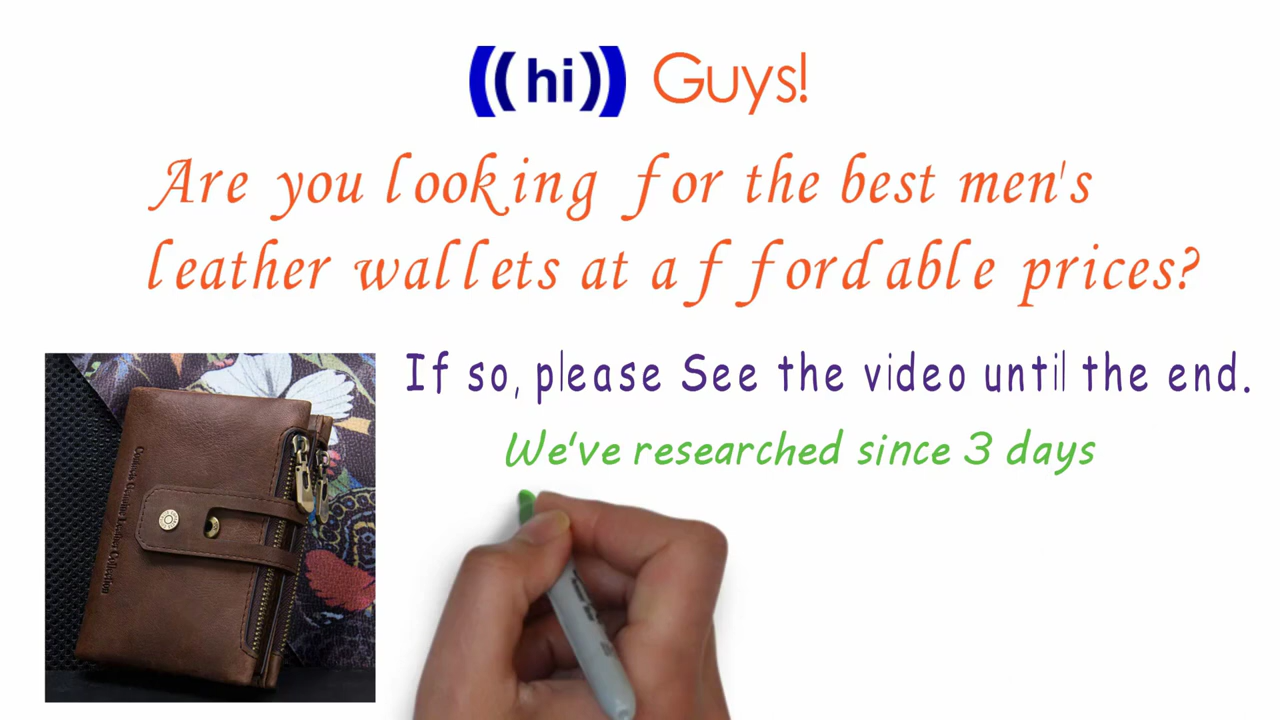 ((hi)) Guys!
Are you looking for the best men's
leather wallets at affordable prices?
If so, please See the video until the end.
We've researched since 3 days